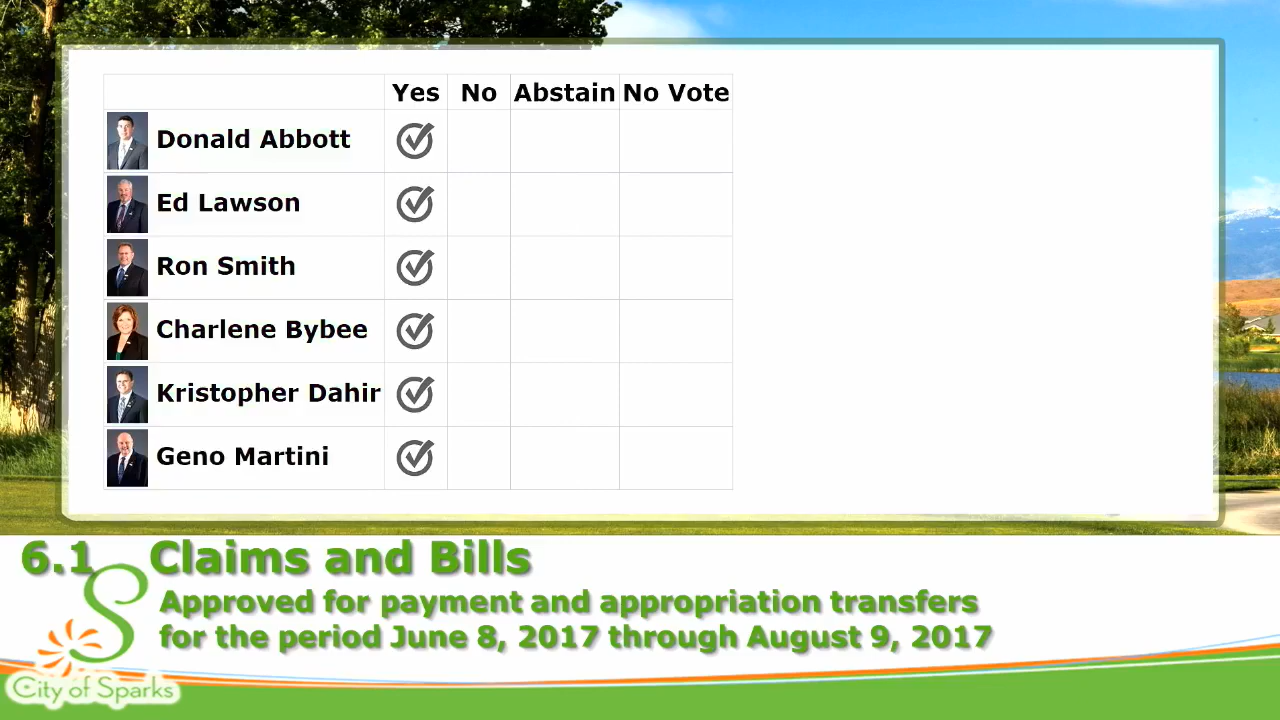 Yes No Abstain No Vote
Donald Abbott
Ed Lawson
Ron Smith
Charlene Bybee
Kristopher Dahir
Geno Martini
6.1 Claims and Bills
Approved for payment and appropriation transfers
for the period June 8, 2017 through August 9, 2017
S
City of Sparks